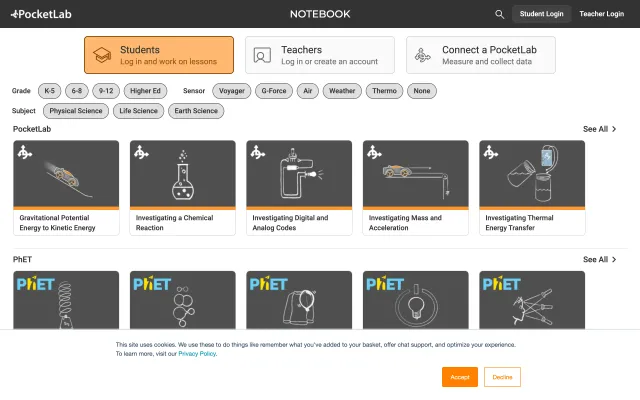 PocketLab
NOTEBOOK
Student Login
Teacher Login
Students
Log in and work on lessons
Teachers
Log in or create an account
Connect a PocketLab
Measure and collect data
Grade
K-5
6-8
9-12
Higher Ed
Sensor
Voyager
G-Force
Air
Weather
Thermo
None
Subject
Physical Science
Life Science
Earth Science
PocketLab
See All
Gravitational Potential
Energy to Kinetic Energy
Investigating a Chemical
Reaction
Investigating Digital and
Analog Codes
Investigating Mass and
Acceleration
Investigating Thermal
Energy Transfer
PhET
See All
PhET
PhET
PhET
PhET
PhET
This site uses cookies. We use these to do things like remember what you've added to your basket, offer chat support, and optimize your experience.
To learn more, visit our Privacy Policy.
Accept
Decline